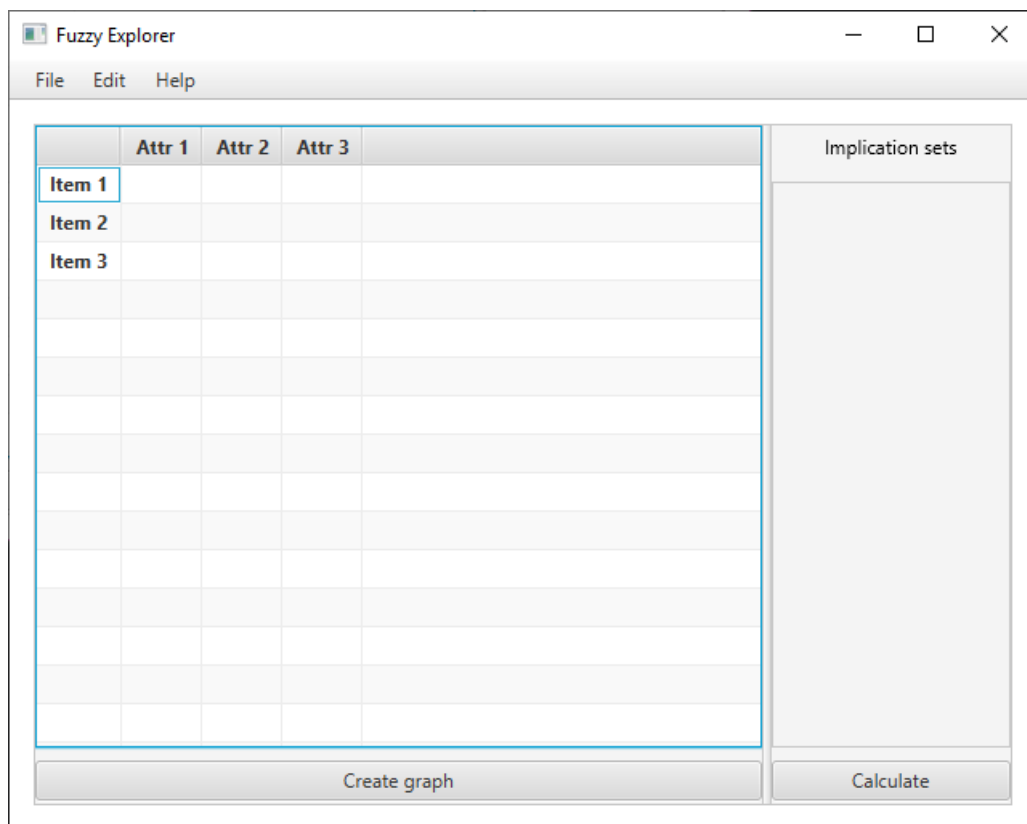 Fuzzy Explorer
File Edit Help
Attr 1 Attr 2 Attr 3
Item 1
Item 2
Item 3
Create graph
Implication sets
Calculate